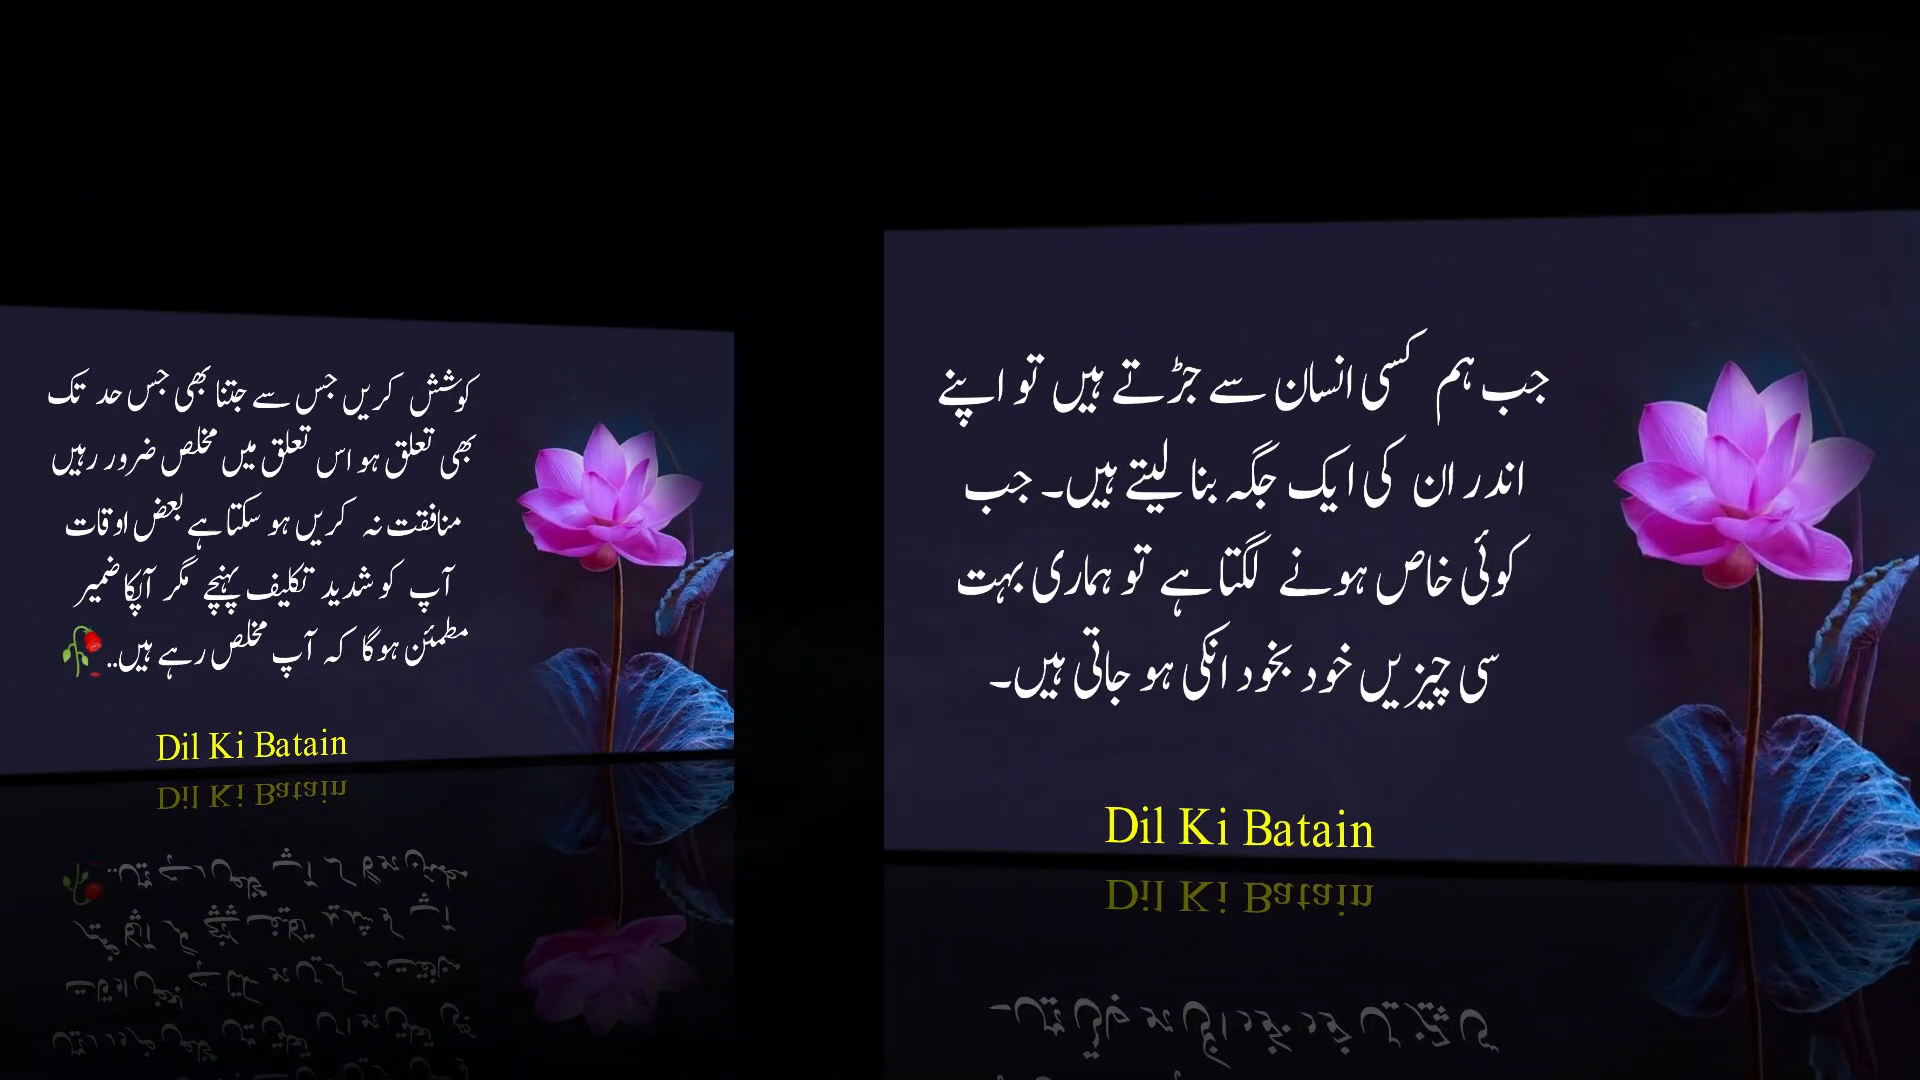 کوشش کریں جس سے جتنا بھی جس حد تک
بھی تعلق ہو اس تعلق میں مخلص ضرور رہیں
منافقت نہ کریں ہو سکتا ہے بعض اوقات
آپ کو شدید تکلیف پہنچے مگر آپکا ضمیر
مطمئن ہوگا کہ آپ مخلص رہے ہیں..🥀
Dil Ki Batain
جب ہم کسی انسان سے جڑتے ہیں تو اپنے
اندر ان کی ایک جگہ بنا لیتے ہیں۔ جب
کوئی خاص ہونے لگتا ہے تو ہماری بہت
سی چیزیں خود بخود انکی ہو جاتی ہیں۔
Dil Ki Batain